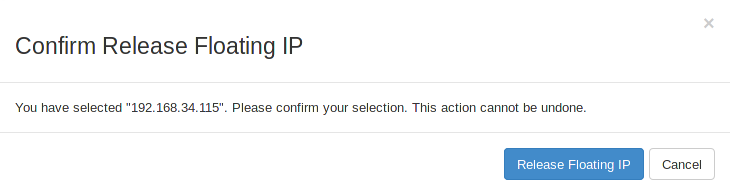 ×
Confirm Release Floating IP
You have selected "192.168.34.115". Please confirm your selection. This action cannot be undone.
Release Floating IP Cancel